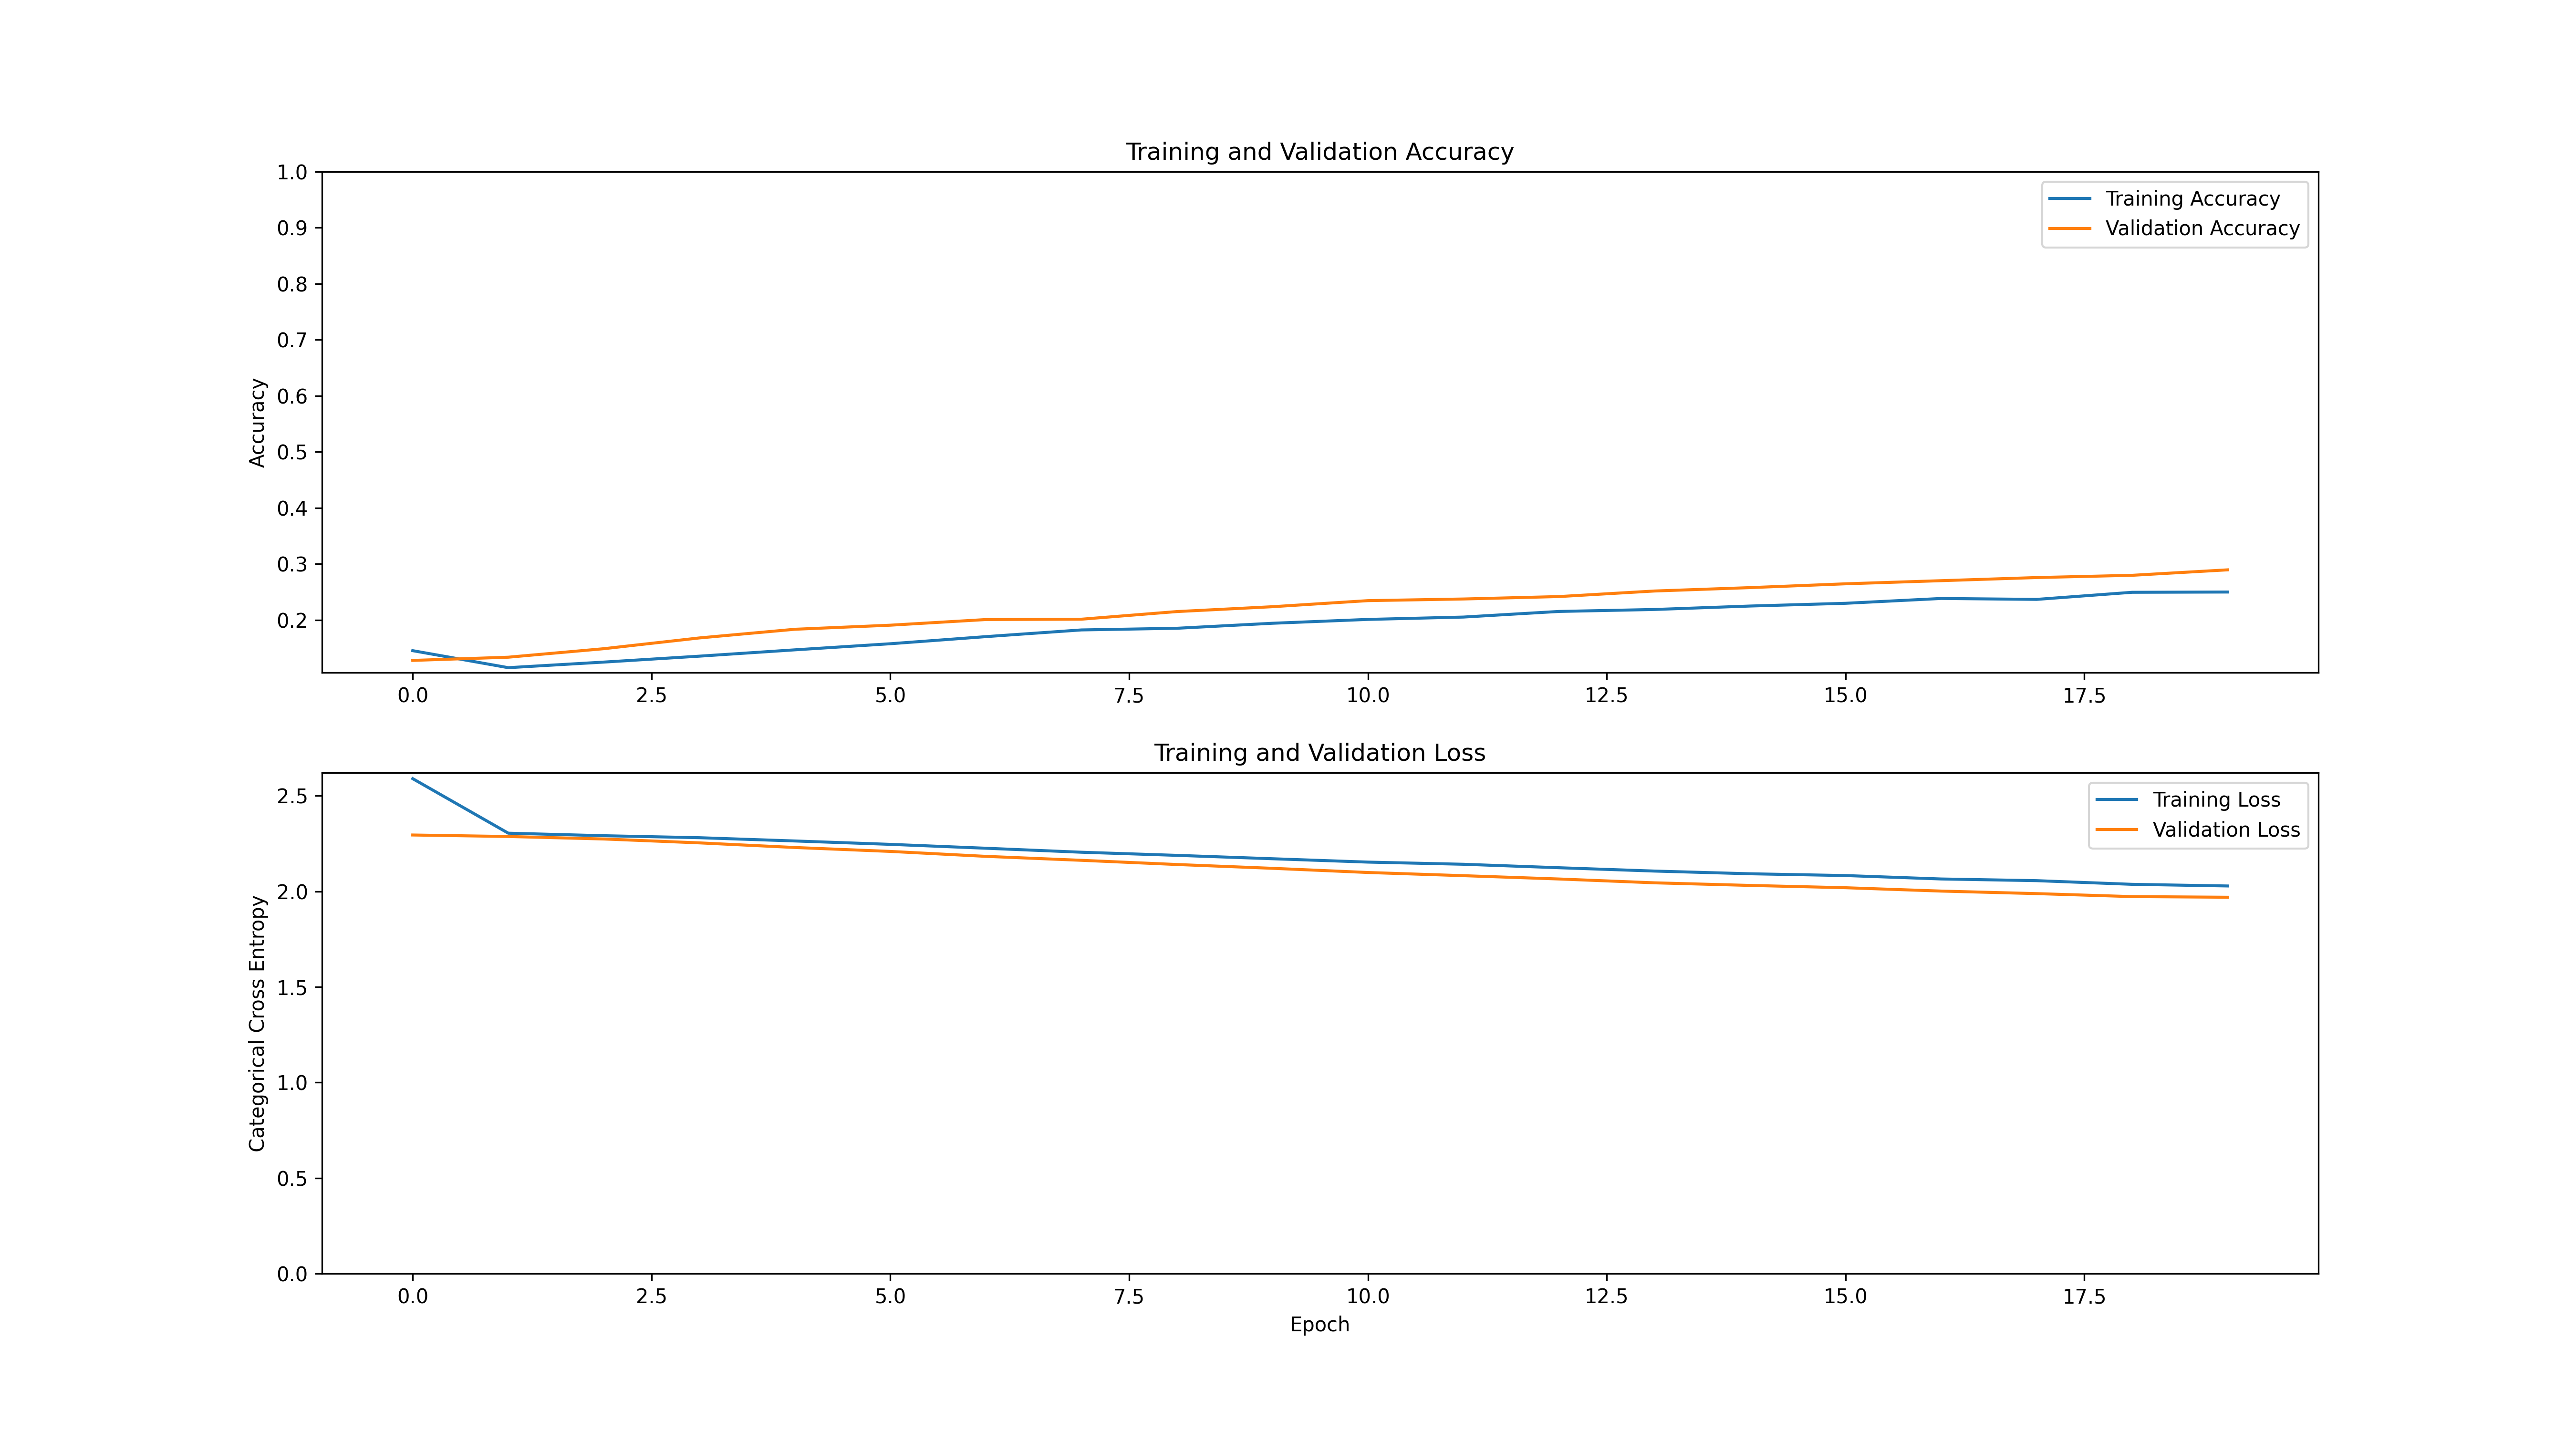 Training and Validation Accuracy
1.0
0.9
0.8
0.7
0.6
0.5
0.4
0.3
0.2
Accuracy
Training Accuracy
Validation Accuracy
0.0 2.5 5.0 7.5 10.0 12.5 15.0 17.5
Training and Validation Loss
2.5
2.0
1.5
1.0
0.5
0.0
Categorical Cross Entropy
Training Loss
Validation Loss
0.0 2.5 5.0 7.5 10.0 12.5 15.0 17.5
Epoch